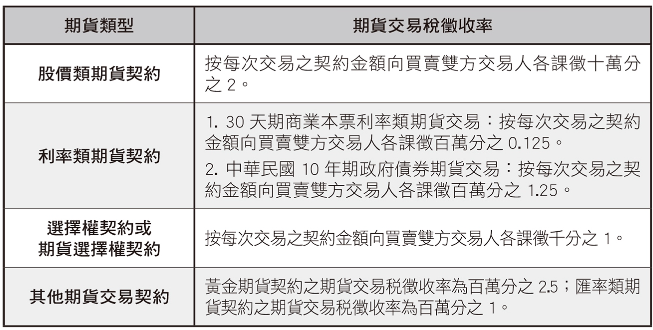 期貨類型
期貨交易稅徵收率
股價類期貨契約
按每次交易之契約金額向買賣雙方交易人各課徵十萬分
之 2。
利率類期貨契約
1. 30 天期商業本票利率類期貨交易：按每次交易之契約
金額向買賣雙方交易人各課徵百萬分之 0.125。
2. 中華民國 10 年期政府債券期貨交易：按每次交易之契
約金額向買賣雙方交易人各課徵百萬分之 1.25。
選擇權契約或
期貨選擇權契約
按每次交易之契約金額向買賣雙方交易人各課徵千分之 1。
其他期貨交易契約
黃金期貨契約之期貨交易稅徵收率為百萬分之 2.5；匯率類期
貨契約之期貨交易稅徵收率為百萬分之 1。